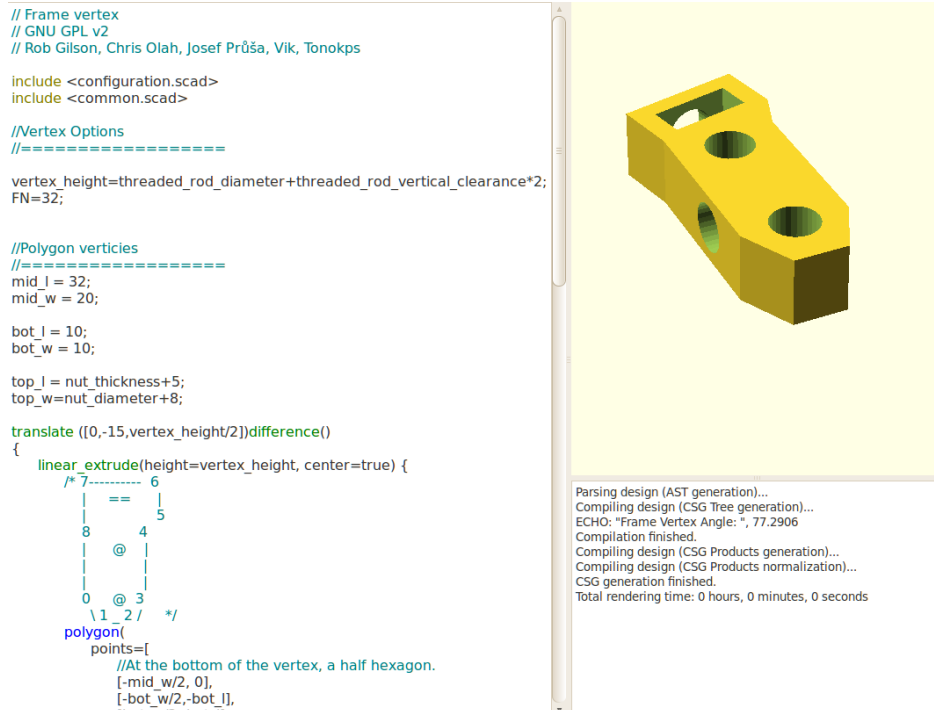 // Frame vertex
// GNU GPL v2
// Rob Gilson, Chris Olah, Josef Průša, Vik, Tonokps
include <configuration.scad>
include <common.scad>
//Vertex Options
//===================
vertex_height=threaded_rod_diameter+threaded_rod_vertical_clearance*2;
FN=32;
//Polygon verticies
//===================
mid_l = 32;
mid_w = 20;
bot_l = 10;
bot_w = 10;
top_l = nut_thickness+5;
top_w=nut_diameter+8;
translate ([0,-15,vertex_height/2])difference()
{
linear_extrude(height=vertex_height, center=true) {
/* 7---------- 6
| == |
| 5
8 4
| @ |
| |
| |
0 @ 3
\ 1 _ 2 / */
polygon(
points=[
//At the bottom of the vertex, a half hexagon.
[-mid_w/2, 0],
[-bot_w/2,-bot_l],
Parsing design (AST generation)...
Compiling design (CSG Tree generation)...
ECHO: "Frame Vertex Angle: ", 77.2906
Compilation finished.
Compiling design (CSG Products generation)...
Compiling design (CSG Products normalization)...
CSG generation finished.
Total rendering time: 0 hours, 0 minutes, 0 seconds